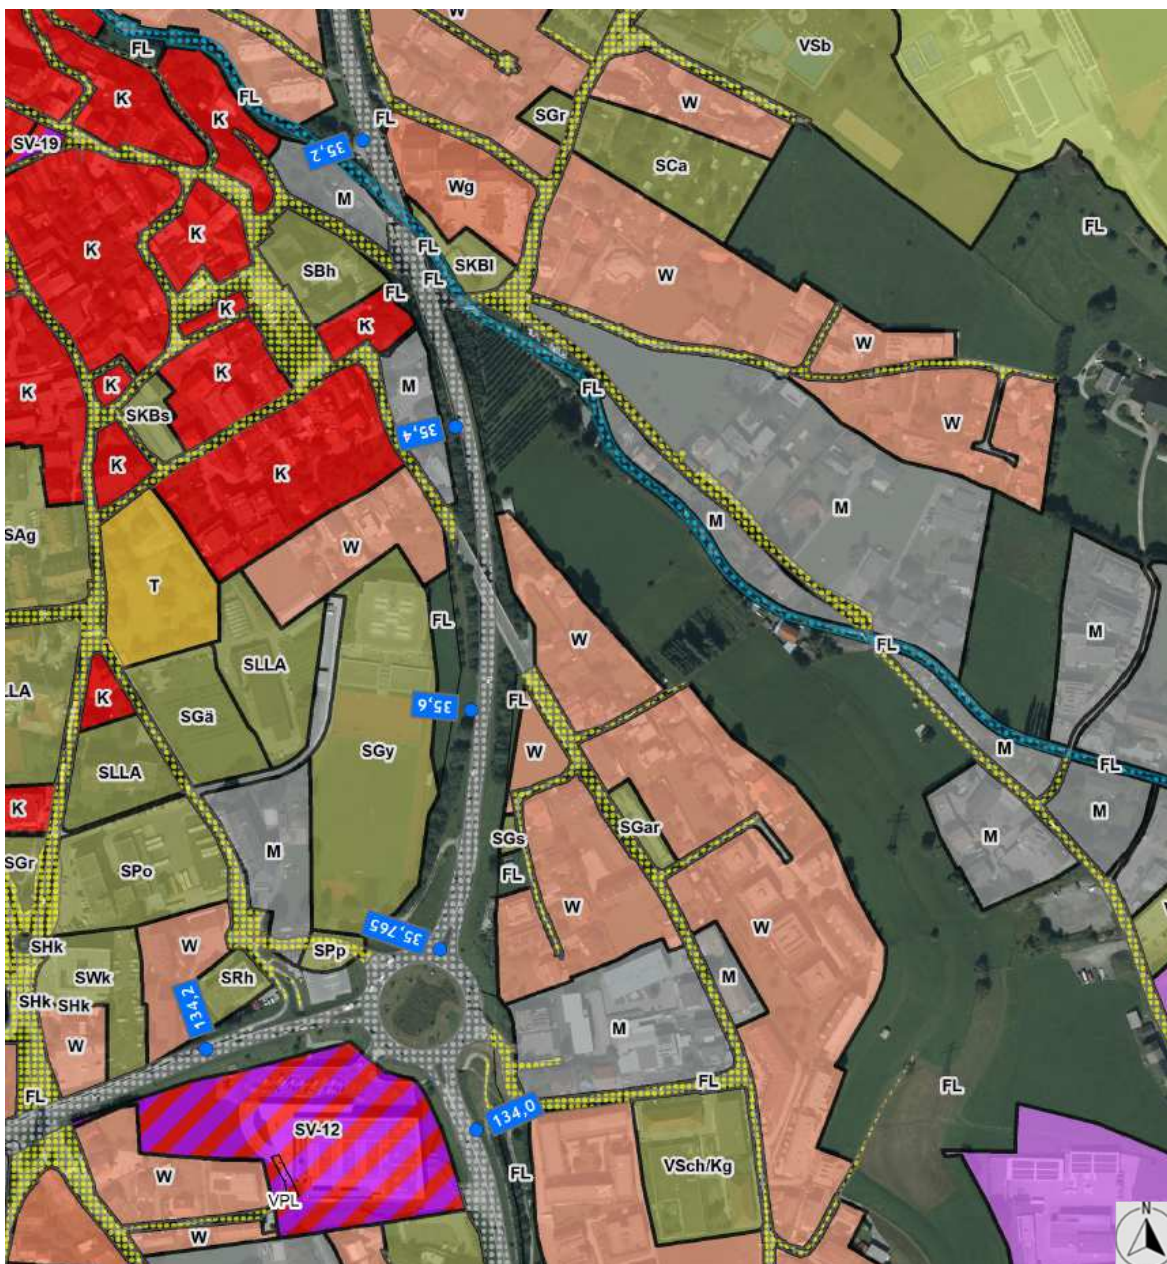 W
FL
VSb
K
FL
W
K
SGr
FL
SV-19
35,2
SCa
Wg
M
FL
K
K
FL
SBh
SKBl
W
FL
FL
K
K
W
K
M
FL
K
K
SKBs
W
35,4
K
K
M
M
SAg
W
T
FL
M
W
FL
SLLA
LLA
K
FL
SGä
35,6
W
M
SGy
FL
SLLA
K
M
SGs
SGar
M
M
SGr
SPo
FL
W
W
35,765
SHk
W
SPp
SWk
SRh
M
SHk
SHk
134,2
M
W
FL
FL
FL
134,0
SV-12
VSch/Kg
W
FL
VPL
W
N